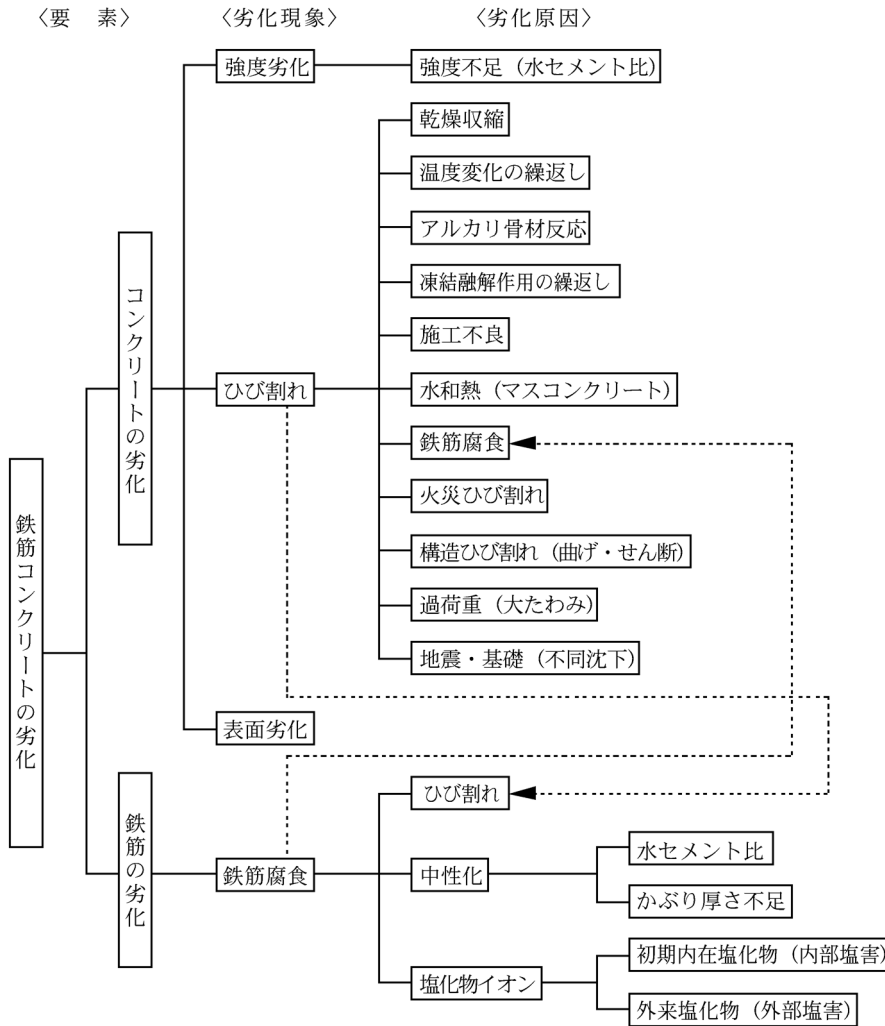 〈要　素〉
〈劣化現象〉
〈劣化原因〉
強度劣化
強度不足（水セメント比）
乾燥収縮
温度変化の繰返し
アルカリ骨材反応
凍結融解作用の繰返し
施工不良
コンクリートの劣化
ひび割れ
水和熱（マスコンクリート）
鉄筋腐食
火災ひび割れ
構造ひび割れ（曲げ・せん断）
過荷重（大たわみ）
地震・基礎（不同沈下）
鉄筋コンクリートの劣化
表面劣化
ひび割れ
鉄筋の劣化
鉄筋腐食
中性化
水セメント比
かぶり厚さ不足
塩化物イオン
初期内在塩化物（内部塩害）
外来塩化物（外部塩害）